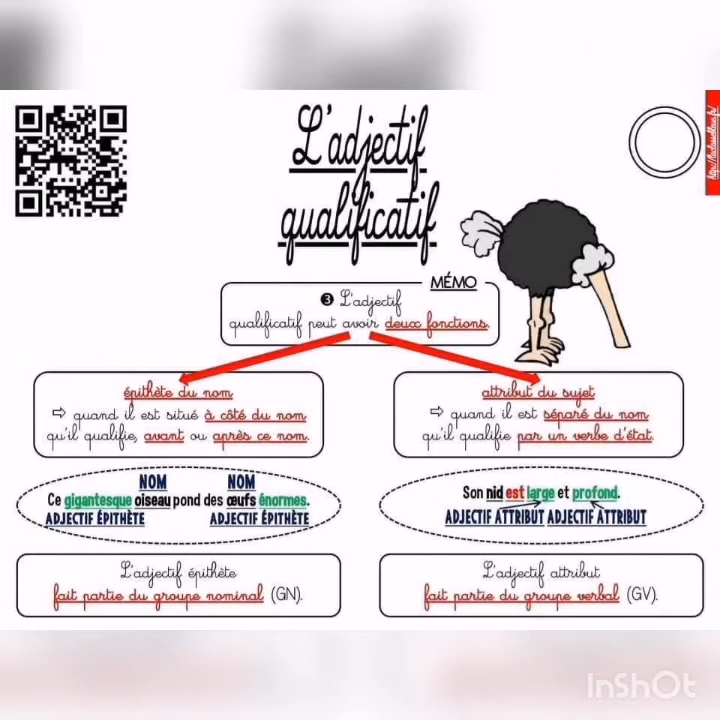 L'adjectif
qualificatif
MÉMO
❸ L'adjectif
qualificatif peut avoir deux fonctions.
épithète du nom
⇨ quand il est situé à côté du nom
qu'il qualifie, avant ou après ce nom.
attribut du sujet
⇨ quand il est séparé du nom
qu'il qualifie par un verbe d'état.
NOM NOM
Ce gigantesque oiseau pond des œufs énormes.
ADJECTIF ÉPITHÈTE ADJECTIF ÉPITHÈTE
Son nid est large et profond.
ADJECTIF ATTRIBUT ADJECTIF ATTRIBUT
L'adjectif épithète
fait partie du groupe nominal (GN).
L'adjectif attribut
fait partie du groupe verbal (GV).
InShOt